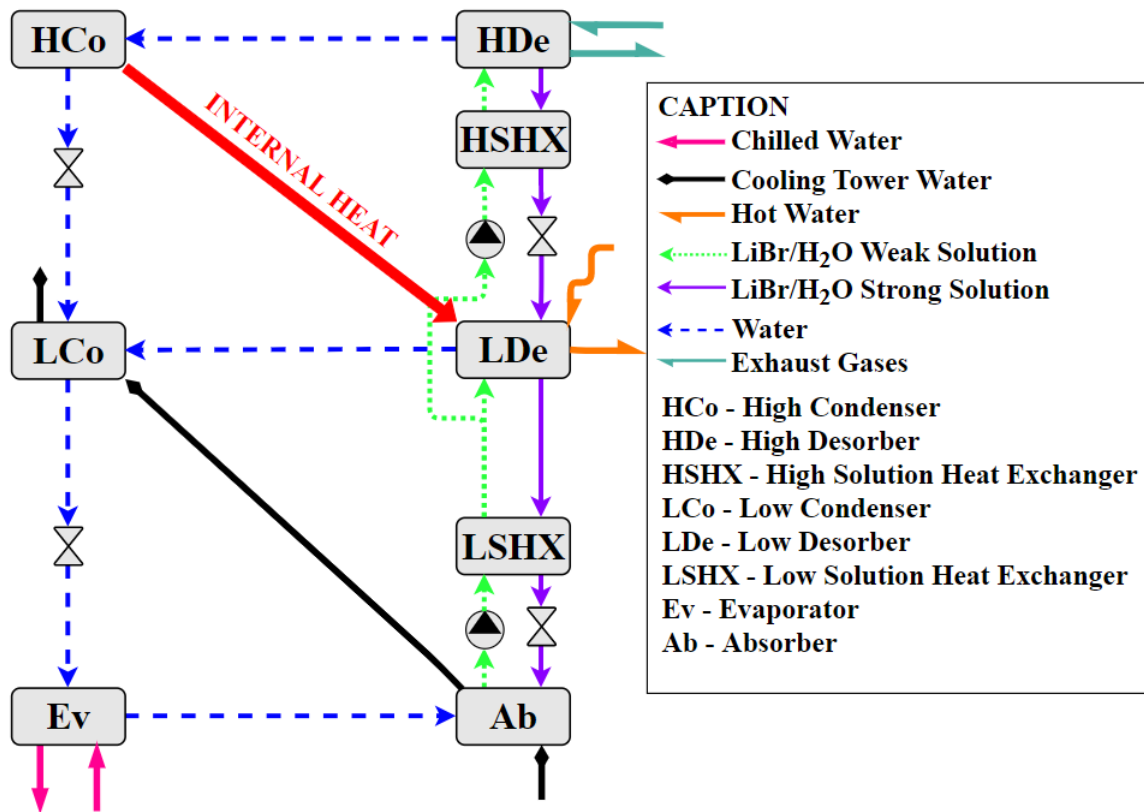 HCo
HDe
HSHX
INTERNAL HEAT
LCo
LDe
LSHX
Ev
Ab
CAPTION
Chilled Water
Cooling Tower Water
Hot Water
LiBr/H₂O Weak Solution
LiBr/H₂O Strong Solution
Water
Exhaust Gases
HCo - High Condenser
HDe - High Desorber
HSHX - High Solution Heat Exchanger
LCo - Low Condenser
LDe - Low Desorber
LSHX - Low Solution Heat Exchanger
Ev - Evaporator
Ab - Absorber